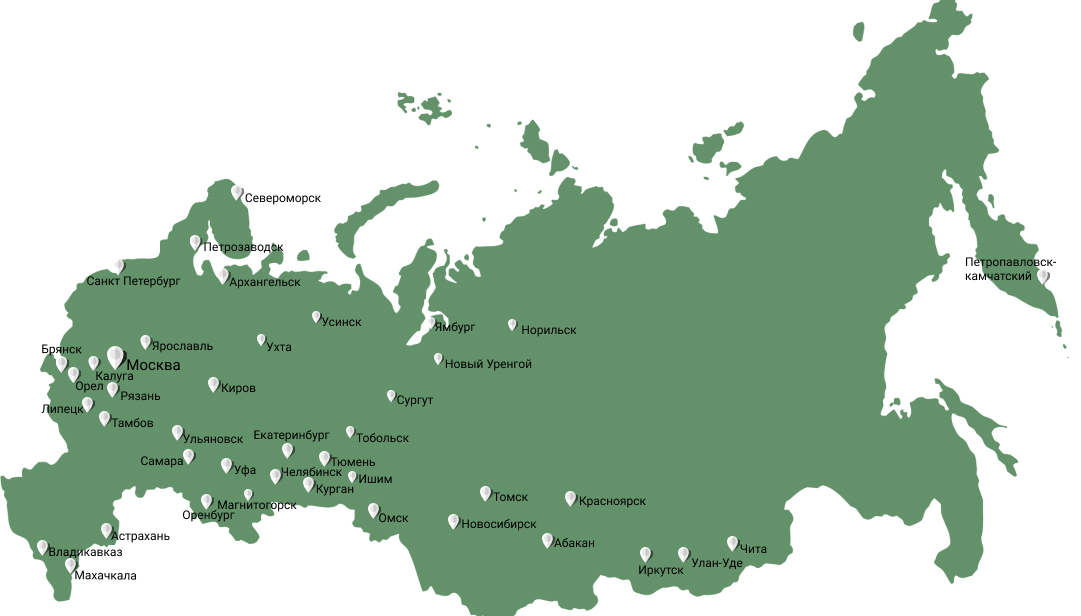 Североморск
Петрозаводск
Петропавловск-
камчатский
Санкт Петербург
Архангельск
Усинск
Ямбург
Норильск
Ярославль
Ухта
Брянск
Москва
Новый Уренгой
Калуга
Орел
Киров
Рязань
Сургут
Липецк
Тамбов
Ульяновск
Екатеринбург
Тобольск
Самара
Уфа
Тюмень
Челябинск
Ишим
Курган
Томск
Красноярск
Магнитогорск
Оренбург
Омск
Новосибирск
Астрахань
Абакан
Владикавказ
Чита
Улан-Уде
Иркутск
Махачкала